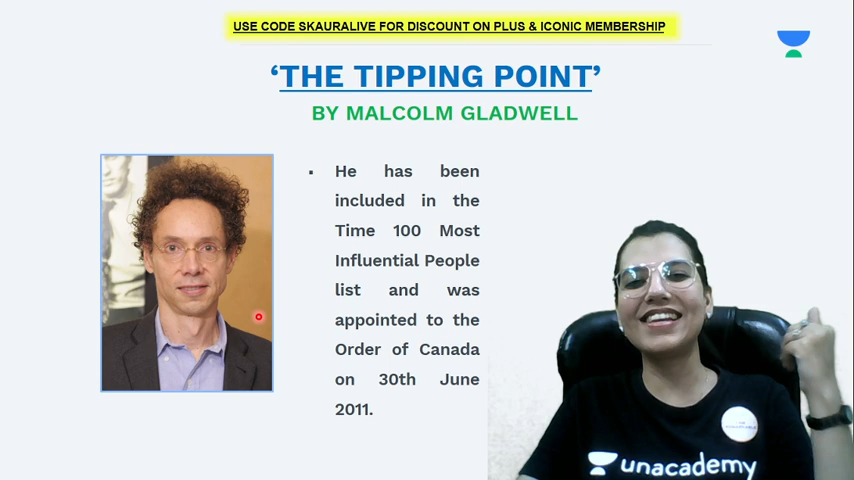 USE CODE SKAURALIVE FOR DISCOUNT ON PLUS & ICONIC MEMBERSHIP
‘THE TIPPING POINT’
BY MALCOLM GLADWELL
▪ He has been
included in the
Time 100 Most
Influential People
list and was
appointed to the
Order of Canada
on 30th June
2011.
unacademy